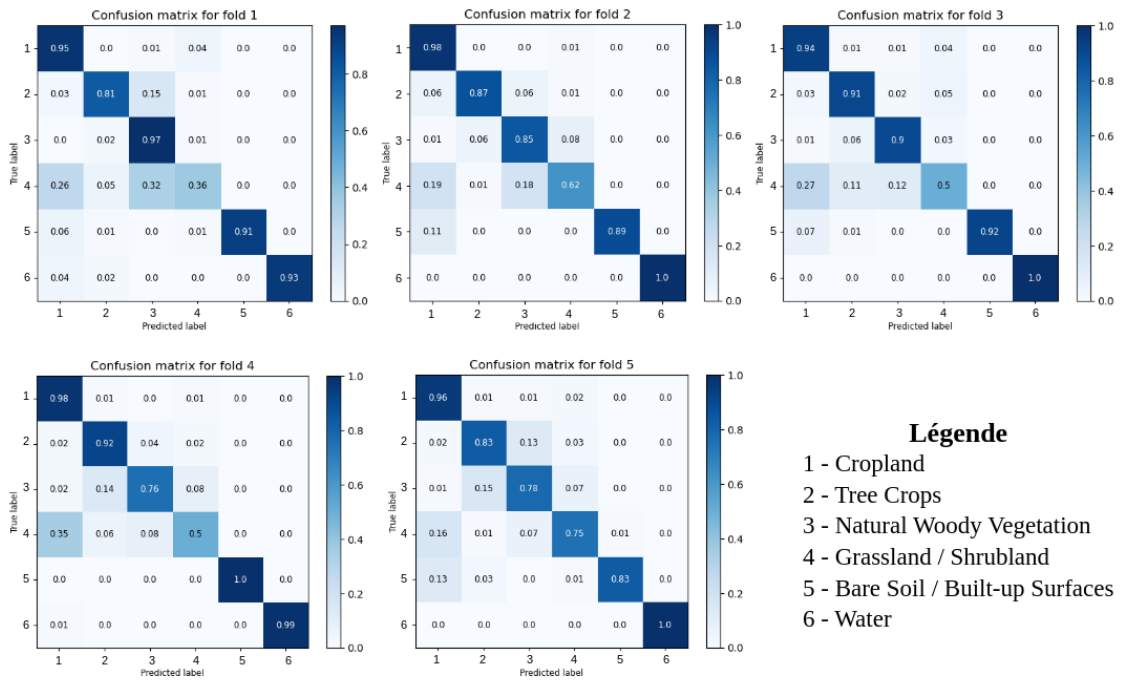 Confusion matrix for fold 1
1 0.95 0.0 0.01 0.04 0.0 0.0
2 0.03 0.81 0.15 0.01 0.0 0.0
3 0.0 0.02 0.97 0.01 0.0 0.0
4 0.26 0.05 0.32 0.36 0.0 0.0
5 0.06 0.01 0.0 0.01 0.91 0.0
6 0.04 0.02 0.0 0.0 0.0 0.93
1 2 3 4 5 6
Predicted label
True label
0.8
0.6
0.4
0.2
0.0
Confusion matrix for fold 2
1 0.98 0.0 0.0 0.01 0.0 0.0
2 0.06 0.87 0.06 0.01 0.0 0.0
3 0.01 0.06 0.85 0.08 0.0 0.0
4 0.19 0.01 0.18 0.62 0.0 0.0
5 0.11 0.0 0.0 0.0 0.89 0.0
6 0.0 0.0 0.0 0.0 0.0 1.0
1 2 3 4 5 6
Predicted label
True label
1.0
0.8
0.6
0.4
0.2
0.0
Confusion matrix for fold 3
1 0.94 0.01 0.01 0.04 0.0 0.0
2 0.03 0.91 0.02 0.05 0.0 0.0
3 0.01 0.06 0.9 0.03 0.0 0.0
4 0.27 0.11 0.12 0.5 0.0 0.0
5 0.07 0.01 0.0 0.0 0.92 0.0
6 0.0 0.0 0.0 0.0 0.0 1.0
1 2 3 4 5 6
Predicted label
True label
1.0
0.8
0.6
0.4
0.2
0.0
Confusion matrix for fold 4
1 0.98 0.01 0.0 0.01 0.0 0.0
2 0.02 0.92 0.04 0.02 0.0 0.0
3 0.02 0.14 0.76 0.08 0.0 0.0
4 0.35 0.06 0.08 0.5 0.0 0.0
5 0.0 0.0 0.0 0.0 1.0 0.0
6 0.01 0.0 0.0 0.0 0.0 0.99
1 2 3 4 5 6
Predicted label
True label
1.0
0.8
0.6
0.4
0.2
0.0
Confusion matrix for fold 5
1 0.96 0.01 0.01 0.02 0.0 0.0
2 0.02 0.83 0.13 0.03 0.0 0.0
3 0.01 0.15 0.78 0.07 0.0 0.0
4 0.16 0.01 0.07 0.75 0.01 0.0
5 0.13 0.03 0.0 0.01 0.83 0.0
6 0.0 0.0 0.0 0.0 0.0 1.0
1 2 3 4 5 6
Predicted label
True label
1.0
0.8
0.6
0.4
0.2
0.0
Légende
1 - Cropland
2 - Tree Crops
3 - Natural Woody Vegetation
4 - Grassland / Shrubland
5 - Bare Soil / Built-up Surfaces
6 - Water